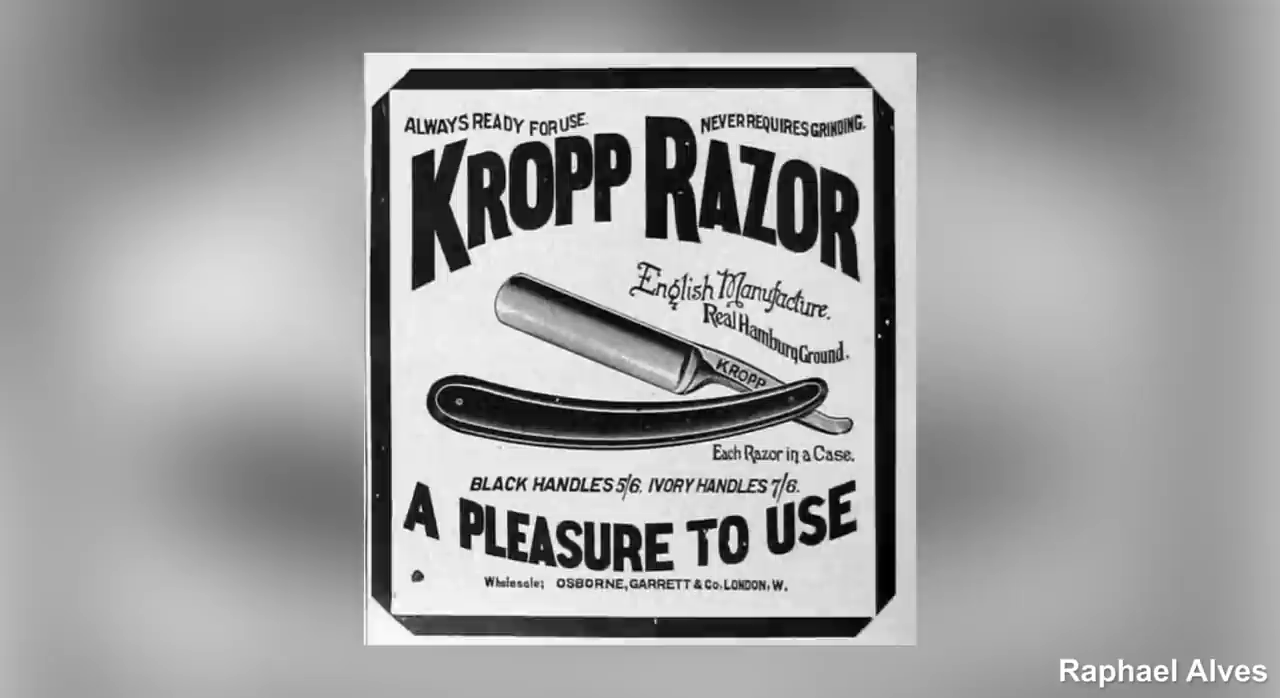 ALWAYS READY FOR USE.
NEVER REQUIRES GRINDING.
KROPP RAZOR
English Manufacture.
Real Hamburg Ground.
KROPP
Each Razor in a Case.
BLACK HANDLES 5/6. IVORY HANDLES 7/6.
A PLEASURE TO USE
Wholesale; OSBORNE, GARRETT & Co. LONDON, W.
Raphael Alves